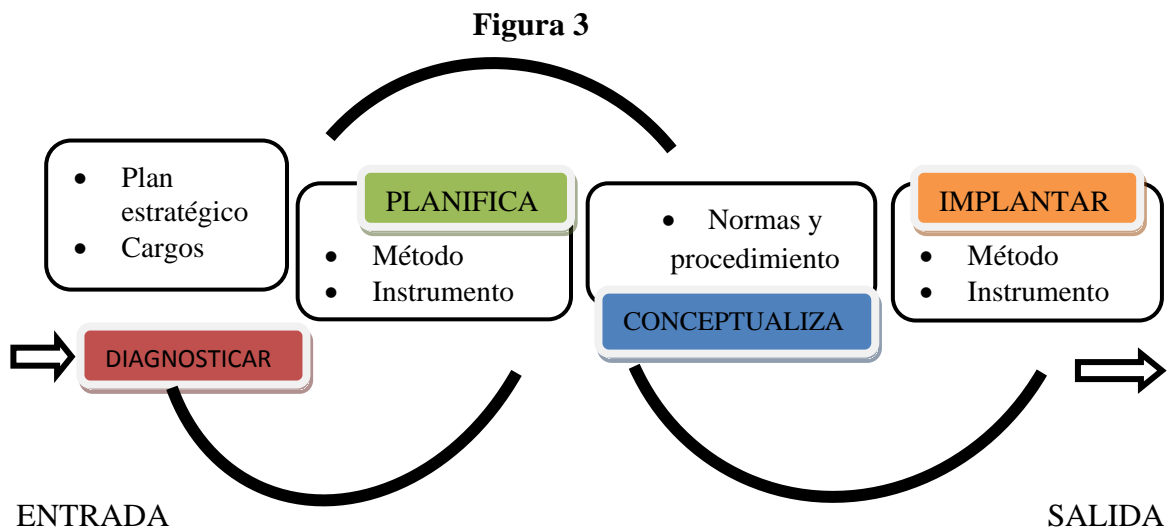 Figura 3
• Plan
estratégico
• Cargos
DIAGNOSTICAR
PLANIFICA
• Método
• Instrumento
• Normas y
procedimiento
CONCEPTUALIZA
IMPLANTAR
• Método
• Instrumento
ENTRADA
SALIDA